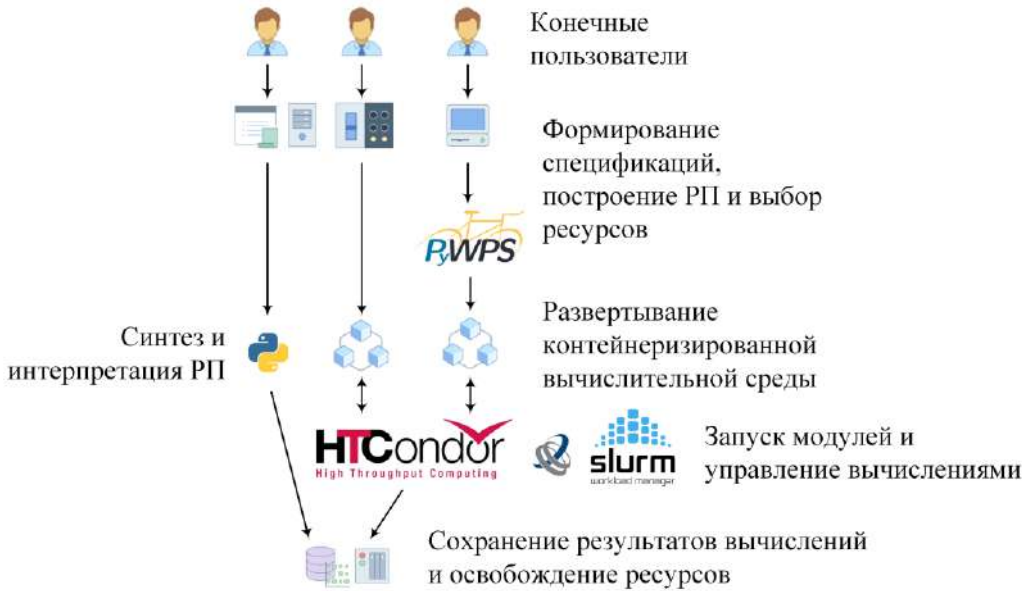 Конечные
пользователи
Формирование
спецификаций,
построение РП и выбор
ресурсов
PyWPS
Развертывание
контейнеризированной
вычислительной среды
Синтез и
интерпретация РП
HTCondor
High Throughput Computing
slurm
workload manager
Запуск модулей и
управление вычислениями
Сохранение результатов вычислений
и освобождение ресурсов